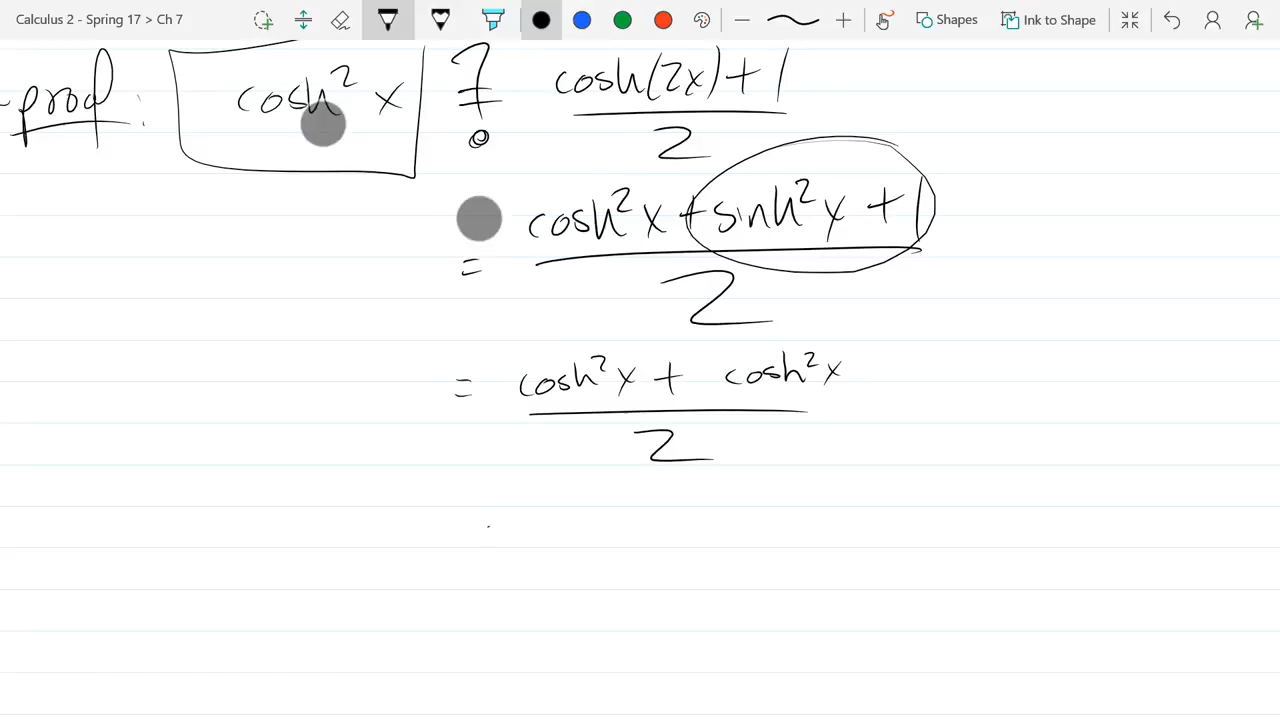 Calculus 2 - Spring 17 > Ch 7
Shapes
Ink to Shape
prod: cosh² x ? = cosh(2x) + 1
2
cosh² x + sinh² x + 1
=
2
= cosh² x + cosh² x
2